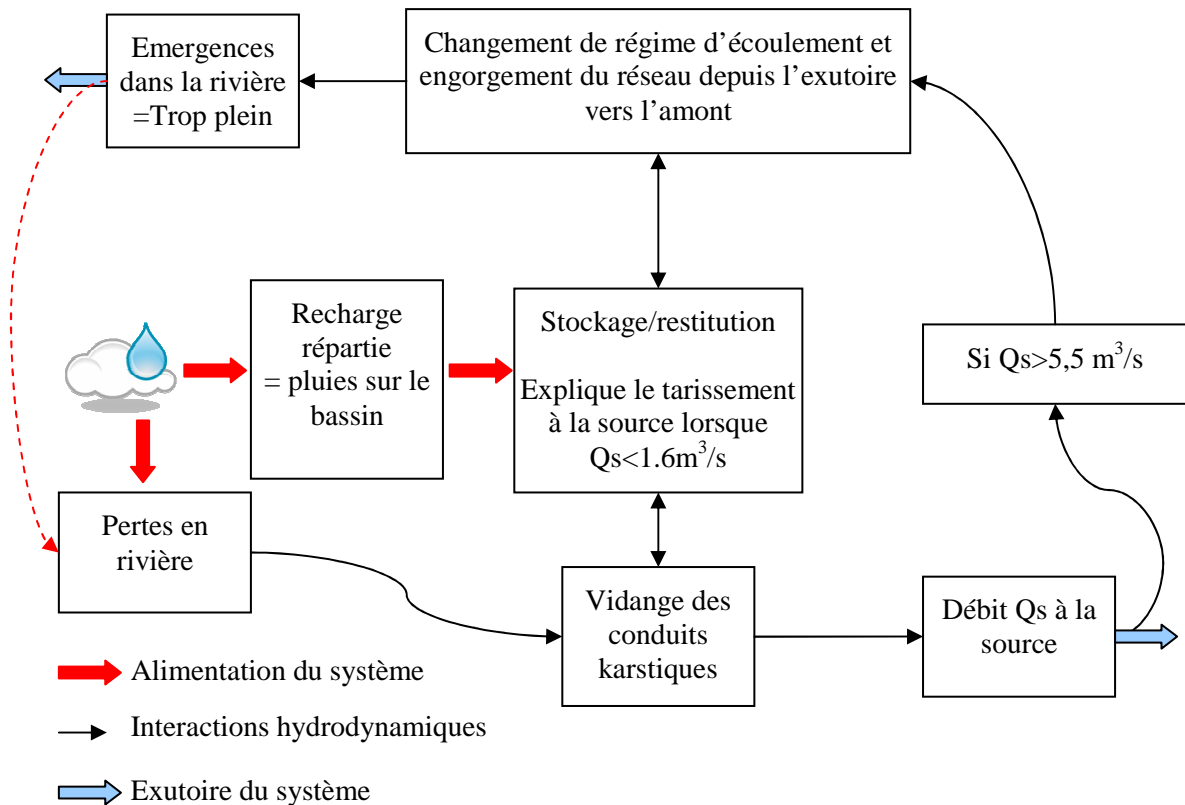 Emergences
dans la rivière
=Trop plein
Changement de régime d’écoulement et
engorgement du réseau depuis l’exutoire
vers l’amont
Recharge
répartie
= pluies sur le
bassin
Stockage/restitution
Explique le tarissement
à la source lorsque
Qs<1.6m³/s
Si Qs>5,5 m³/s
Pertes en
rivière
Vidange des
conduits
karstiques
Débit Qs à la
source
Alimentation du système
Interactions hydrodynamiques
Exutoire du système